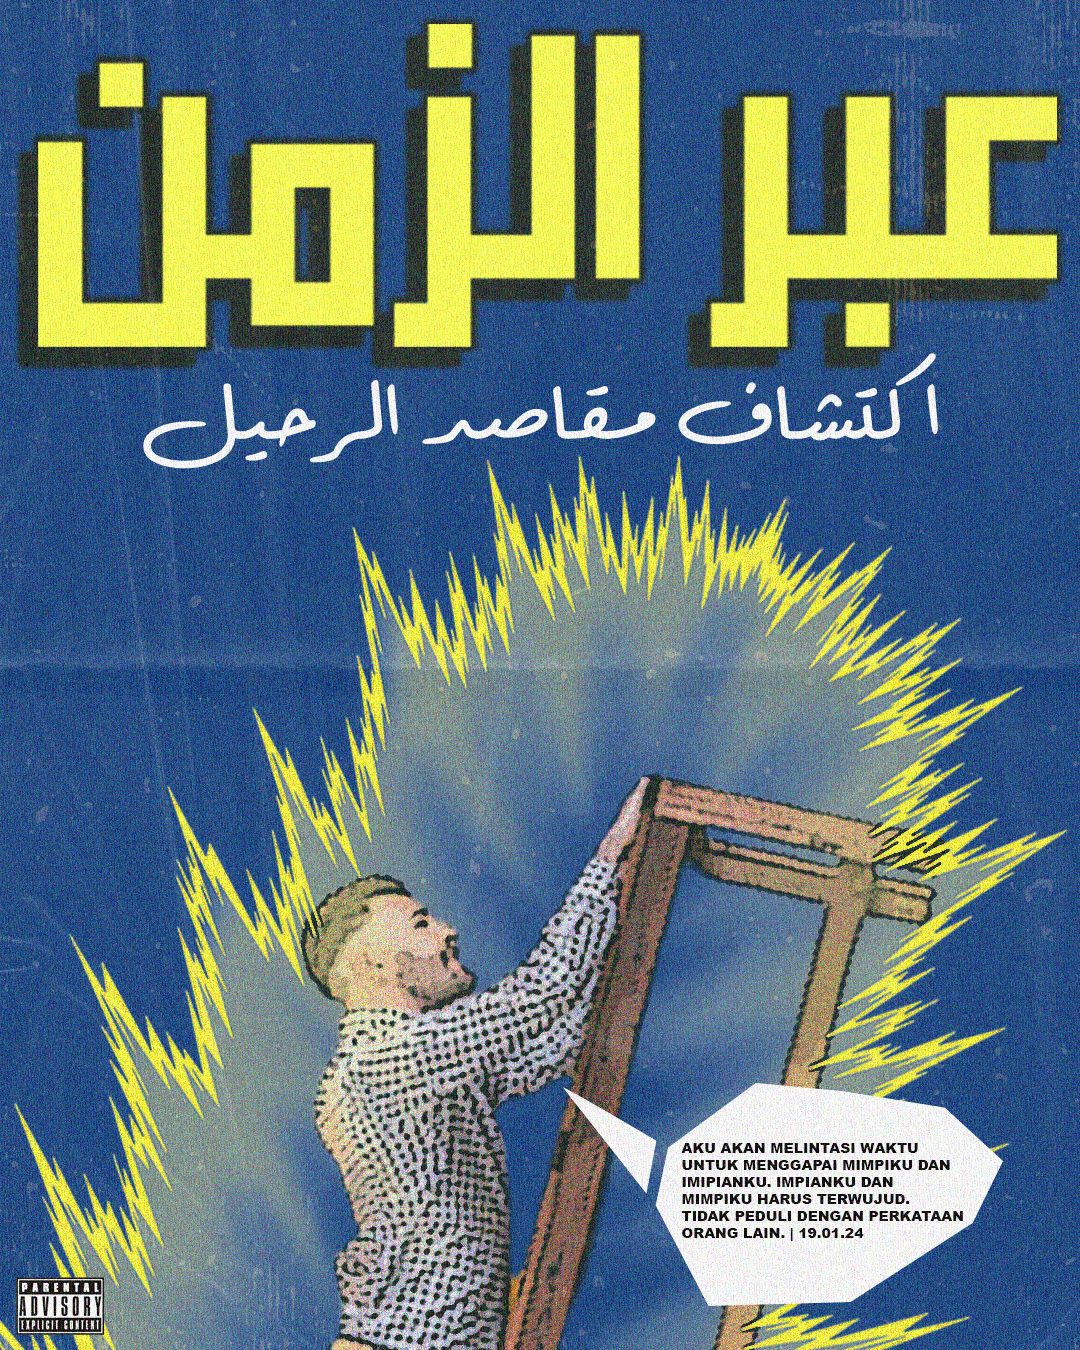 عبر الزمن
اكتشاف مقاصد الرحيل
AKU AKAN MELINTASI WAKTU
UNTUK MENGGAPAI MIMPIKU DAN
IMIPIANKU. IMPIANKU DAN
MIMPIKU HARUS TERWUJUD.
TIDAK PEDULI DENGAN PERKATAAN
ORANG LAIN. | 19.01.24
PARENTAL
ADVISORY
EXPLICIT CONTENT